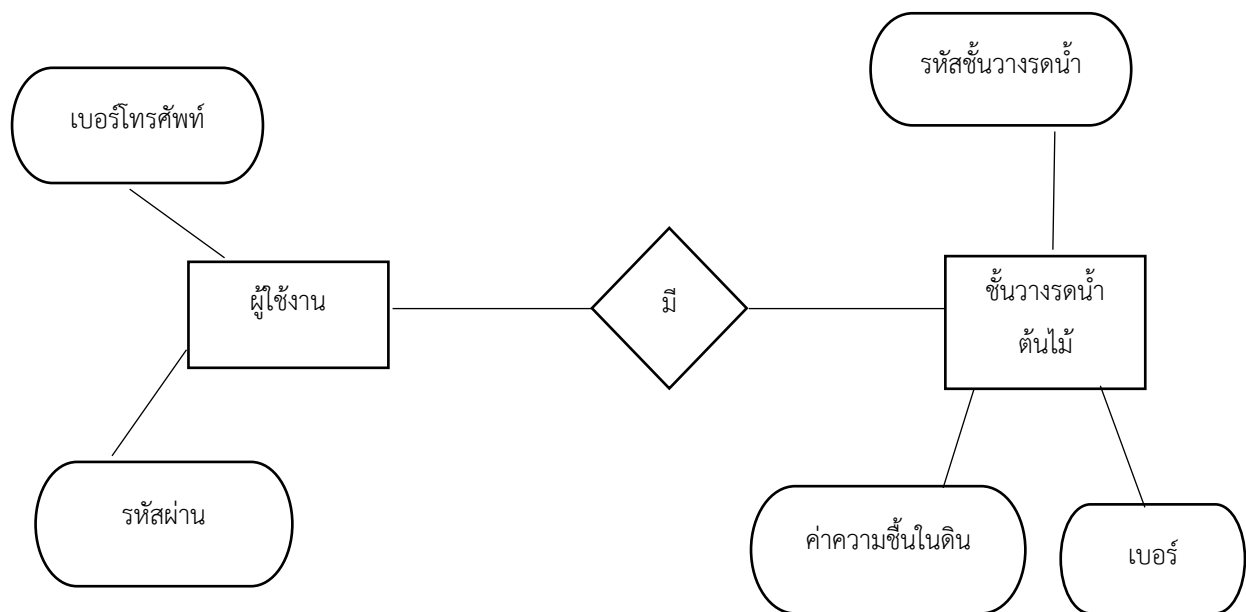 รหัสชั้นวางรดน้ำ
เบอร์โทรศัพท์
ผู้ใช้งาน
มี
ชั้นวางรดน้ำ
ต้นไม้
รหัสผ่าน
ค่าความชื้นในดิน
เบอร์